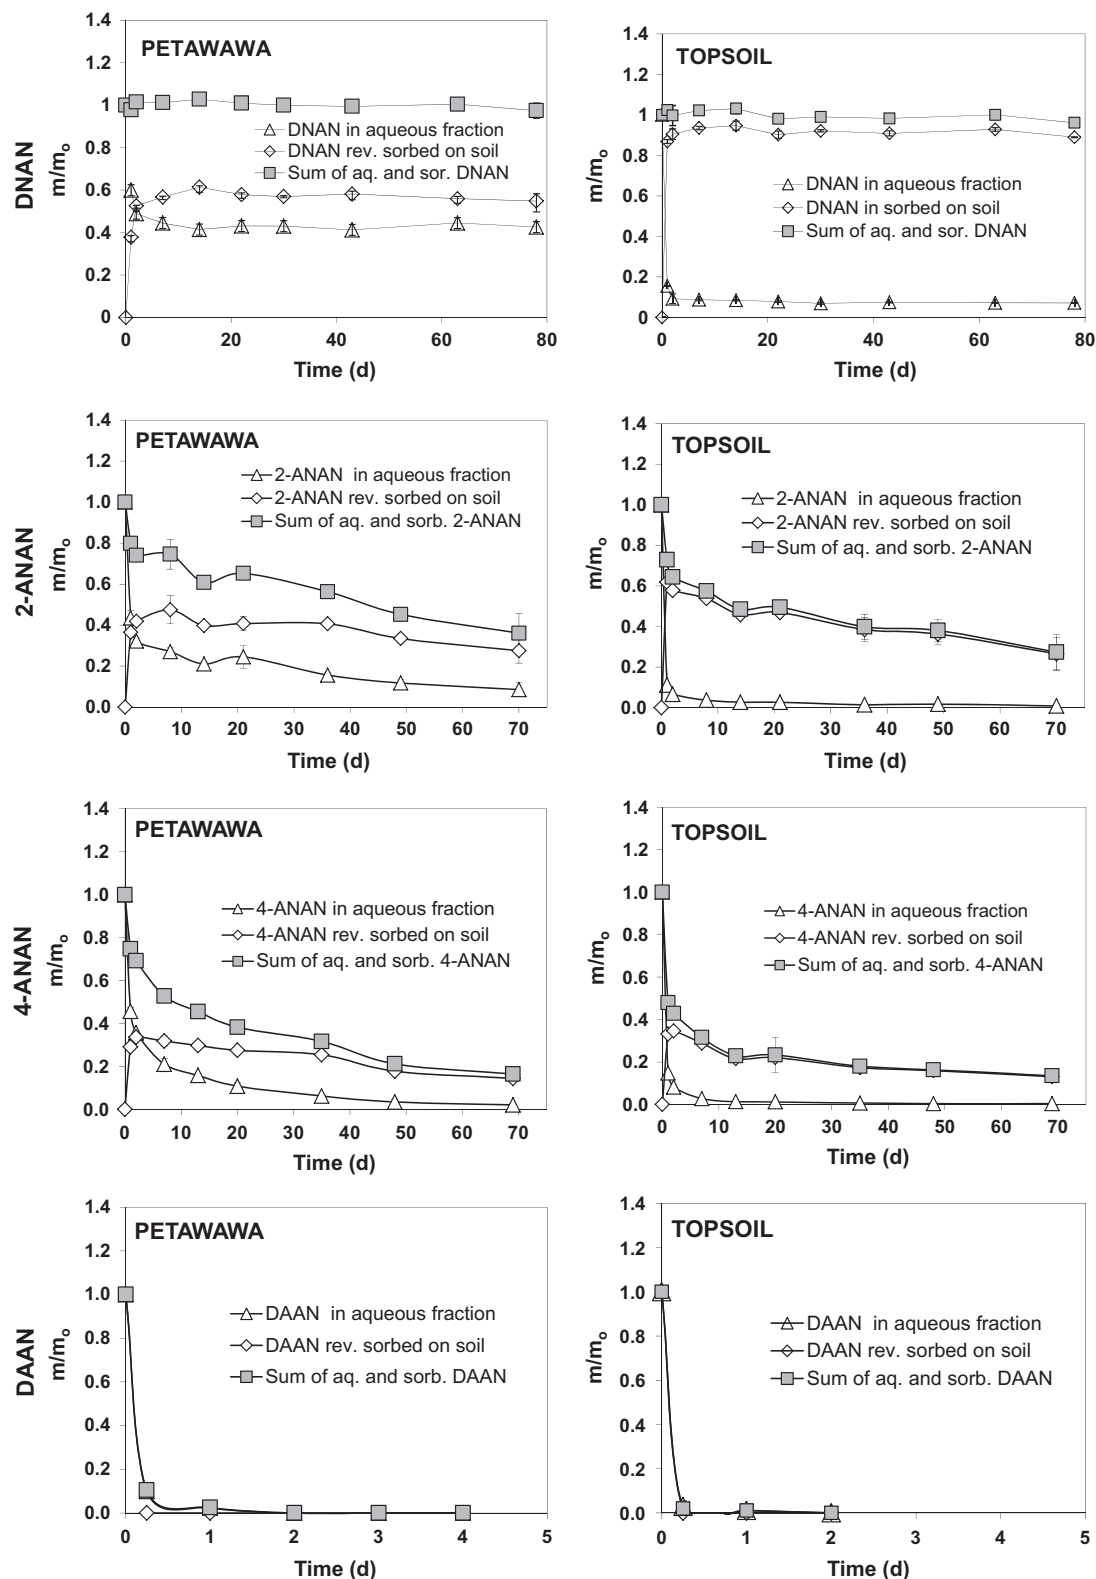 DNAN
m/mo
1.4
1.2
1
0.8
0.6
0.4
0.2
0
PETAWAWA
DNAN in aqueous fraction
DNAN rev. sorbed on soil
Sum of aq. and sor. DNAN
0 20 40 60 80
Time (d)
m/mo
1.4
1.2
1
0.8
0.6
0.4
0.2
0
TOPSOIL
DNAN in aqueous fraction
DNAN in sorbed on soil
Sum of aq. and sor. DNAN
0 20 40 60 80
Time (d)
2-ANAN
m/mo
1.4
1.2
1.0
0.8
0.6
0.4
0.2
0.0
PETAWAWA
2-ANAN in aqueous fraction
2-ANAN rev. sorbed on soil
Sum of aq. and sorb. 2-ANAN
0 10 20 30 40 50 60 70
Time (d)
m/mo
1.4
1.2
1.0
0.8
0.6
0.4
0.2
0.0
TOPSOIL
2-ANAN in aqueous fraction
2-ANAN rev. sorbed on soil
Sum of aq. and sorb. 2-ANAN
0 10 20 30 40 50 60 70
Time (d)
4-ANAN
m/mo
1.4
1.2
1.0
0.8
0.6
0.4
0.2
0.0
PETAWAWA
4-ANAN in aqueous fraction
4-ANAN rev. sorbed on soil
Sum of aq. and sorb. 4-ANAN
0 10 20 30 40 50 60 70
Time (d)
m/mo
1.4
1.2
1.0
0.8
0.6
0.4
0.2
0.0
TOPSOIL
4-ANAN in aqueous fraction
4-ANAN rev. sorbed on soil
Sum of aq. and sorb. 4-ANAN
0 10 20 30 40 50 60 70
Time (d)
DAAN
m/mo
1.4
1.2
1.0
0.8
0.6
0.4
0.2
0.0
PETAWAWA
DAAN in aqueous fraction
DAAN rev. sorbed on soil
Sum of aq. and sorb. DAAN
0 1 2 3 4 5
Time (d)
m/mo
1.4
1.2
1.0
0.8
0.6
0.4
0.2
0.0
TOPSOIL
DAAN in aqueous fraction
DAAN rev. sorbed on soil
Sum of aq. and sorb. DAAN
0 1 2 3 4 5
Time (d)